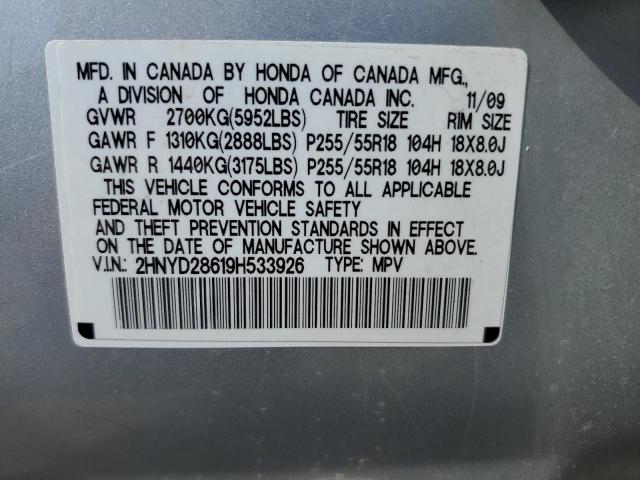 MFD. IN CANADA BY HONDA OF CANADA MFG.,
A DIVISION OF HONDA CANADA INC. 11/09
GVWR 2700KG(5952LBS) TIRE SIZE RIM SIZE
GAWR F 1310KG(2888LBS) P255/55R18 104H 18X8.0J
GAWR R 1440KG(3175LBS) P255/55R18 104H 18X8.0J
THIS VEHICLE CONFORMS TO ALL APPLICABLE
FEDERAL MOTOR VEHICLE SAFETY
AND THEFT PREVENTION STANDARDS IN EFFECT
ON THE DATE OF MANUFACTURE SHOWN ABOVE.
V.I.N.: 2HNYD28619H533926 TYPE: MPV